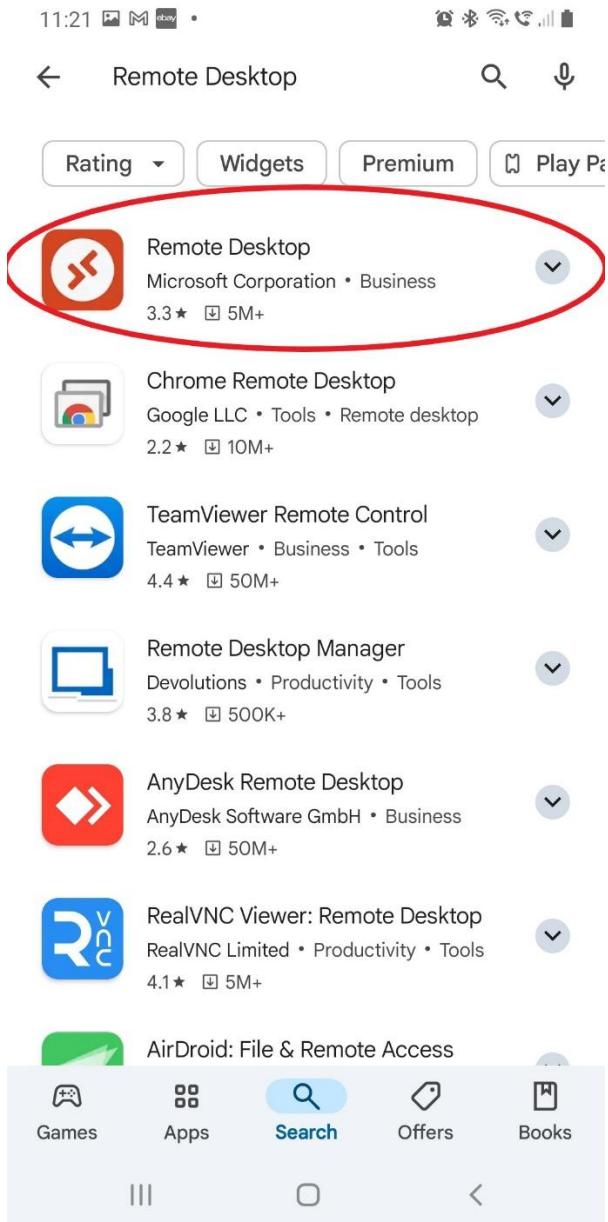 11:21 ebay
Remote Desktop
Rating Widgets Premium Play Pa
Remote Desktop
Microsoft Corporation • Business
3.3★ 5M+
Chrome Remote Desktop
Google LLC • Tools • Remote desktop
2.2★ 10M+
TeamViewer Remote Control
TeamViewer • Business • Tools
4.4★ 50M+
Remote Desktop Manager
Devolutions • Productivity • Tools
3.8★ 500K+
AnyDesk Remote Desktop
AnyDesk Software GmbH • Business
2.6★ 50M+
RealVNC Viewer: Remote Desktop
RealVNC Limited • Productivity • Tools
4.1★ 5M+
AirDroid: File & Remote Access
Games Apps Search Offers Books